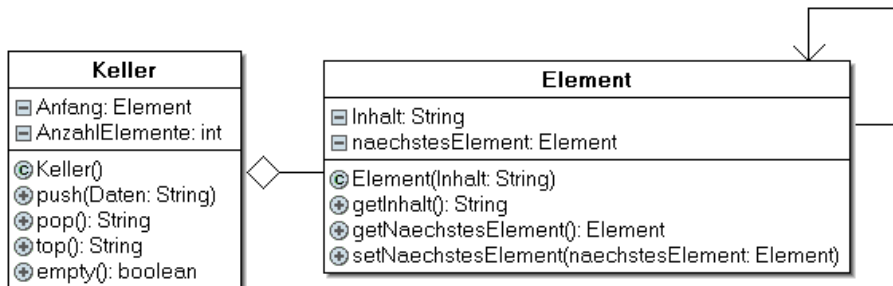 Keller
Anfang: Element
AnzahlElemente: int
Keller()
push(Daten: String)
pop(): String
top(): String
empty(): boolean
Element
Inhalt: String
naechstesElement: Element
Element(Inhalt: String)
getInhalt(): String
getNaechstesElement(): Element
setNaechstesElement(naechstesElement: Element)